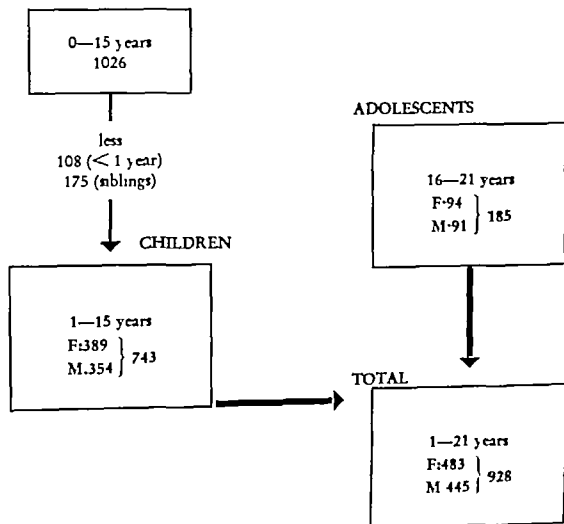 0—15 years
1026
less
108 (< 1 year)
175 (siblings)
CHILDREN
1—15 years
F:389
M.354 } 743
ADOLESCENTS
16—21 years
F·94
M·91 } 185
TOTAL
1—21 years
F:483
M 445 } 928